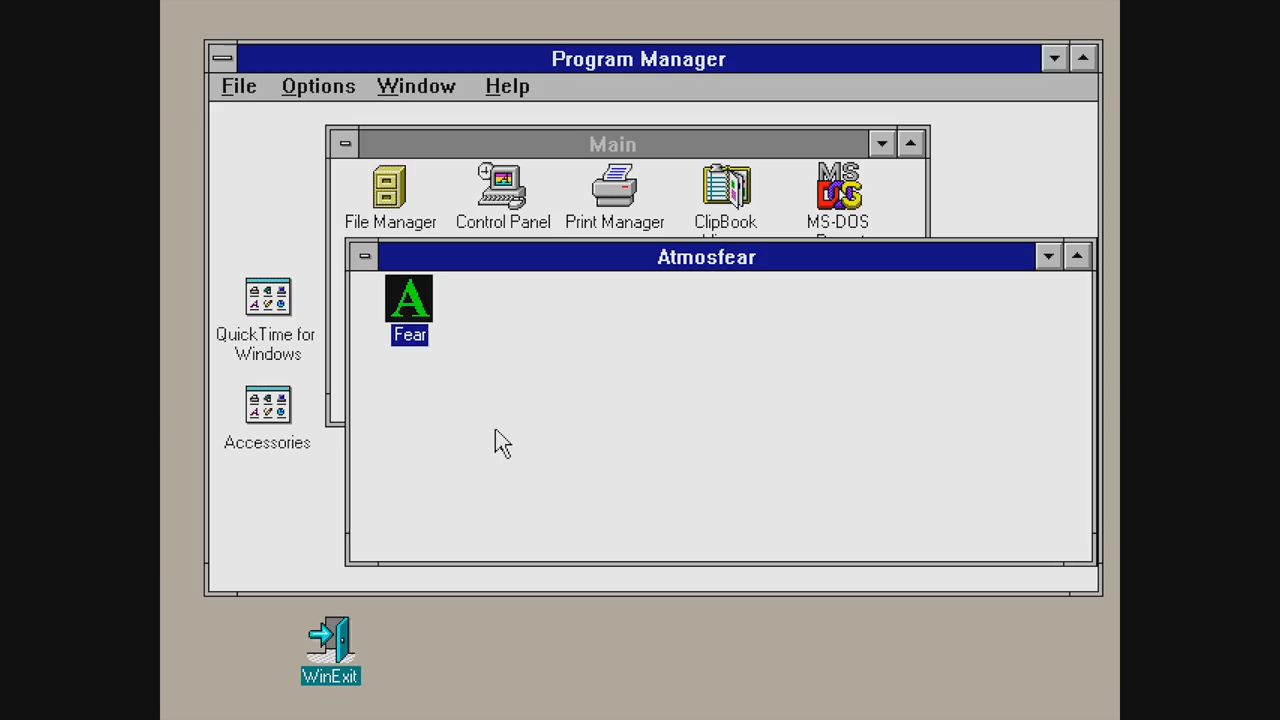 Program Manager
File Options Window Help
Main
File Manager Control Panel Print Manager ClipBook MS-DOS
Atmosfear
A
Fear
QuickTime for
Windows
Accessories
WinExit